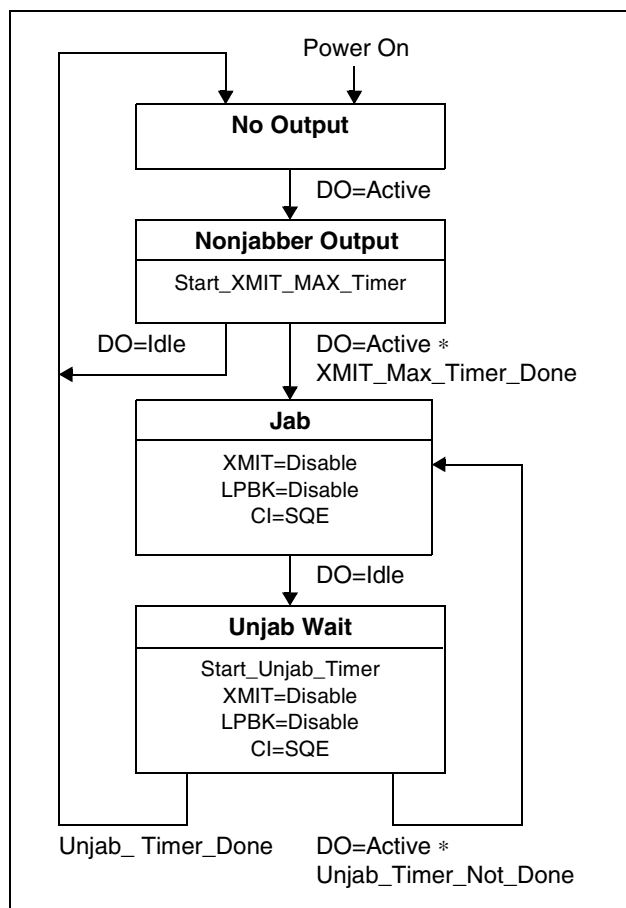 Power On
No Output
DO=Active
Nonjabber Output
Start_XMIT_MAX_Timer
DO=Idle
DO=Active *
XMIT_Max_Timer_Done
Jab
XMIT=Disable
LPBK=Disable
CI=SQE
DO=Idle
Unjab Wait
Start_Unjab_Timer
XMIT=Disable
LPBK=Disable
CI=SQE
Unjab_ Timer_Done
DO=Active *
Unjab_Timer_Not_Done